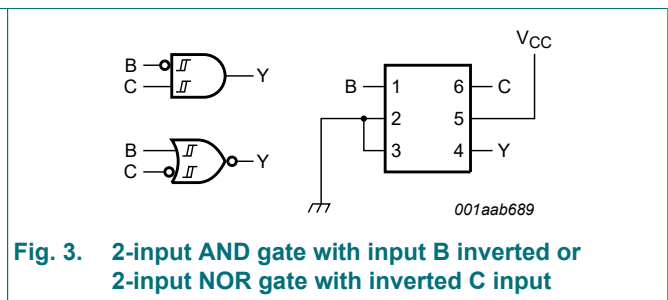 B
C
Y
B
C
Y
VCC
B
1
6
C
2
5
3
4
Y
001aab689
Fig. 3. 2-input AND gate with input B inverted or
2-input NOR gate with inverted C input